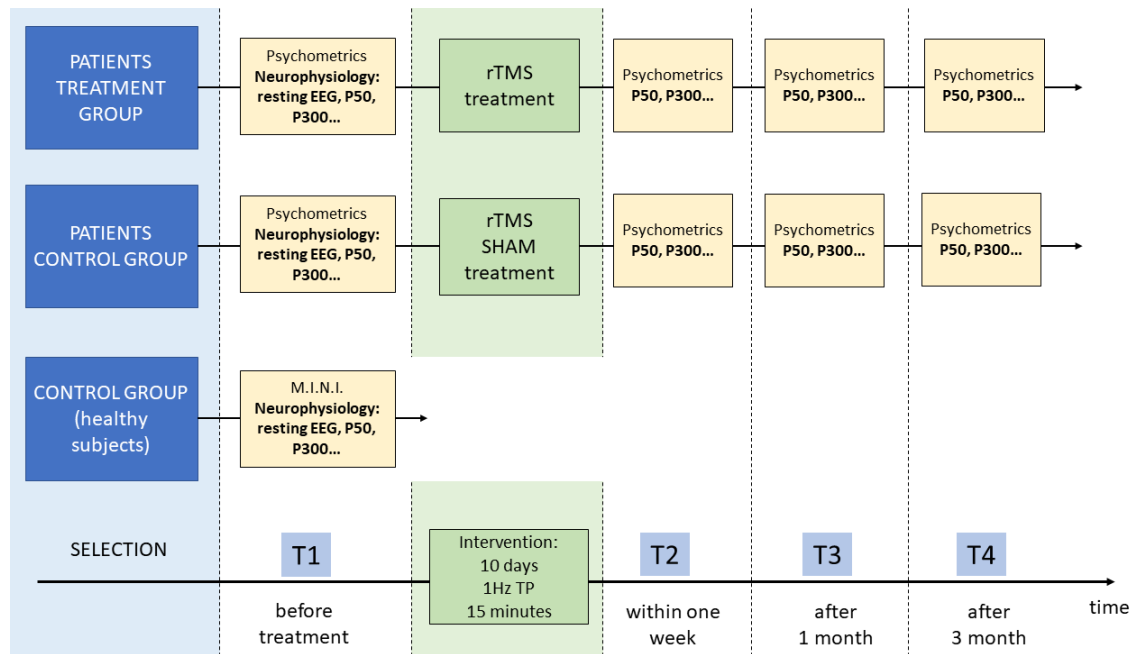 PATIENTS
TREATMENT
GROUP
Psychometrics
Neurophysiology:
resting EEG, P50,
P300...
rTMS
treatment
Psychometrics
P50, P300...
Psychometrics
P50, P300...
Psychometrics
P50, P300...
PATIENTS
CONTROL GROUP
Psychometrics
Neurophysiology:
resting EEG, P50,
P300...
rTMS
SHAM
treatment
Psychometrics
P50, P300...
Psychometrics
P50, P300...
Psychometrics
P50, P300...
CONTROL GROUP
(healthy
subjects)
M.I.N.I.
Neurophysiology:
resting EEG, P50,
P300...
SELECTION
T1
Intervention:
10 days
1Hz TP
15 minutes
T2
T3
T4
before
treatment
within one
week
after
1 month
after
3 month
time